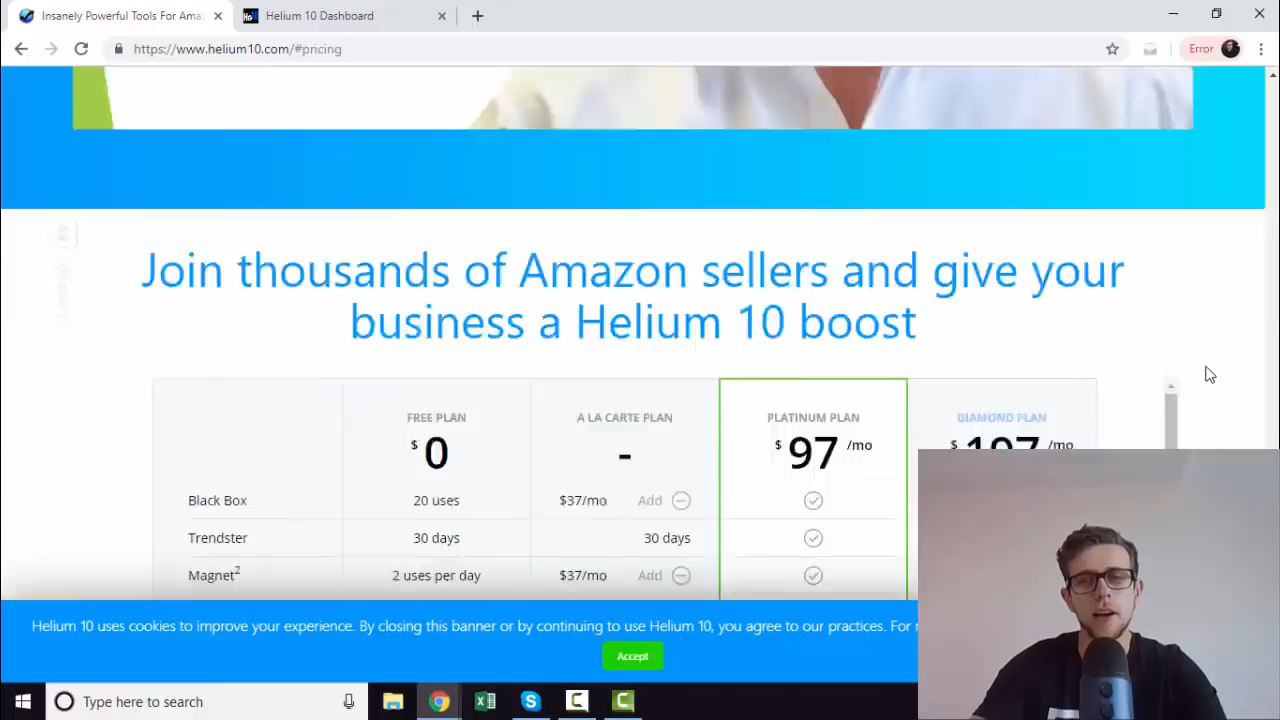 Insanely Powerful Tools For Ama
Helium 10 Dashboard
https://www.helium10.com/#pricing
Error
Join thousands of Amazon sellers and give your
business a Helium 10 boost
FREE PLAN
A LA CARTE PLAN
PLATINUM PLAN
DIAMOND PLAN
$ 0
-
$ 97 /mo
$ 197 /mo
Black Box 20 uses $37/mo Add
Trendster 30 days 30 days
Magnet2 2 uses per day $37/mo Add
Helium 10 uses cookies to improve your experience. By closing this banner or by continuing to use Helium 10, you agree to our practices. For
Accept
Type here to search